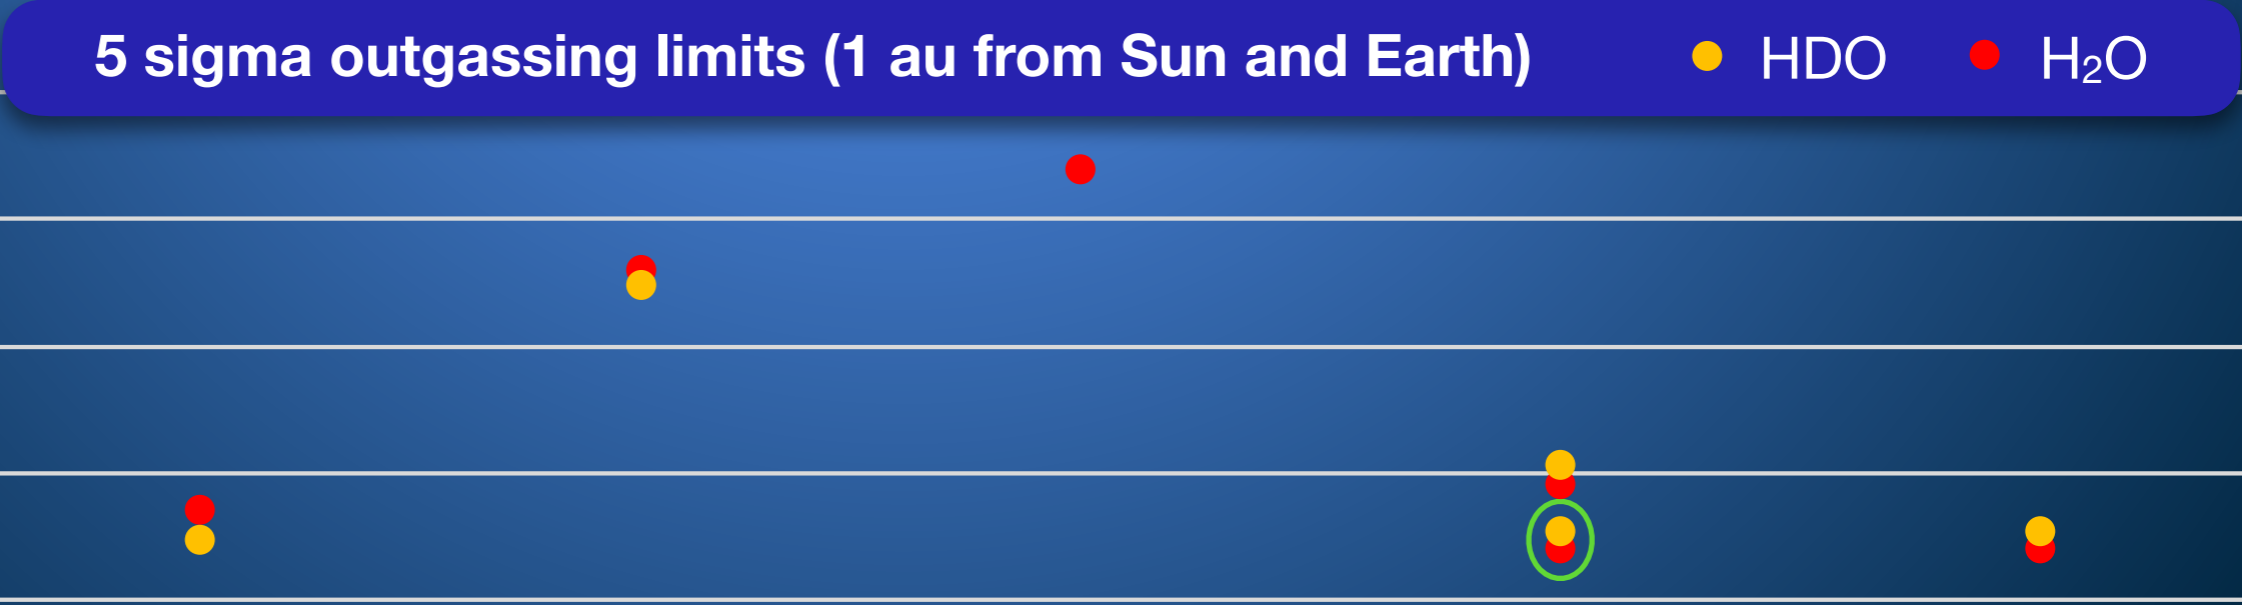 5 sigma outgassing limits (1 au from Sun and Earth) HDO H₂O